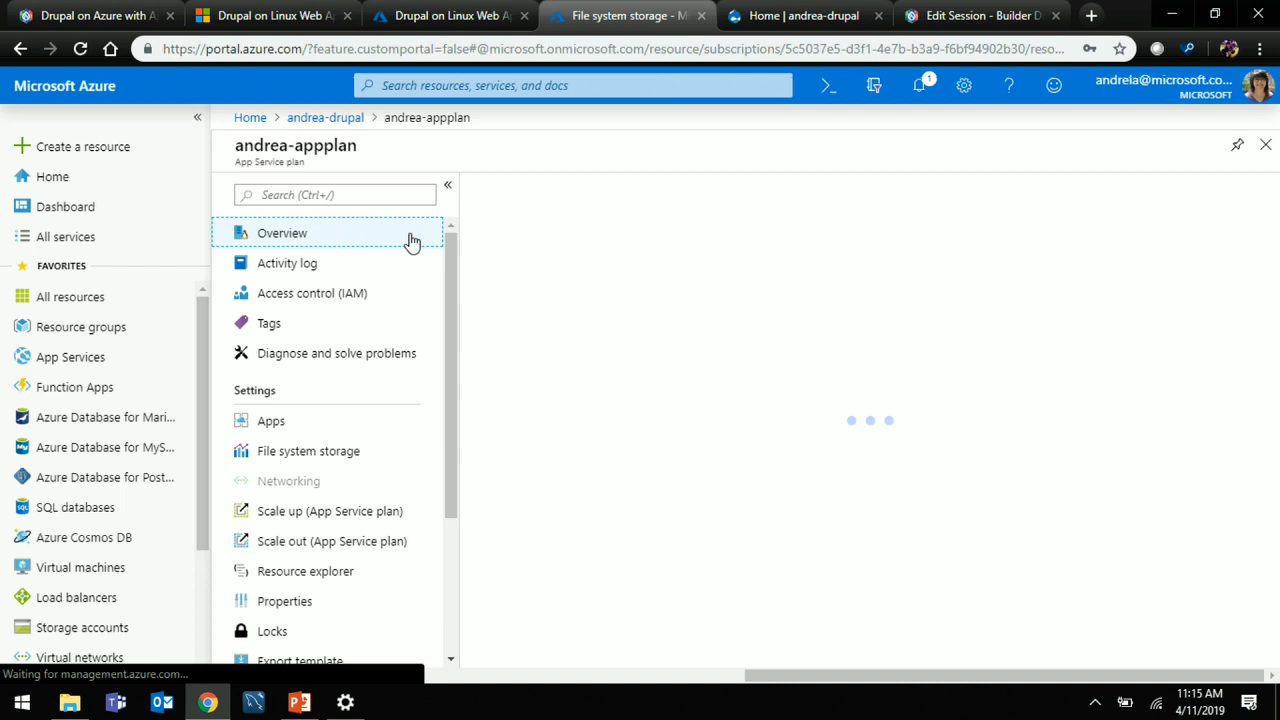 Drupal on Azure with A
Drupal on Linux Web A
Drupal on Linux Web A
File system storage - M
Home | andrea-drupal
Edit Session - Builder D
https://portal.azure.com/?feature.customportal=false#@microsoft.onmicrosoft.com/resource/subscriptions/5c5037e5-d3f1-4e7b-b3a9-f6bf94902b30/reso...
Microsoft Azure
Search resources, services, and docs
1
andrela@microsoft.co...
MICROSOFT
Home > andrea-drupal > andrea-appplan
Create a resource
Home
Dashboard
All services
FAVORITES
All resources
Resource groups
App Services
Function Apps
Azure Database for Mari...
Azure Database for MyS...
Azure Database for Post...
SQL databases
Azure Cosmos DB
Virtual machines
Load balancers
Storage accounts
Virtual networks
andrea-appplan
App Service plan
Search (Ctrl+/)
Overview
Activity log
Access control (IAM)
Tags
Diagnose and solve problems
Settings
Apps
File system storage
Networking
Scale up (App Service plan)
Scale out (App Service plan)
Resource explorer
Properties
Locks
Export template
Waiting for management.azure.com...
11:15 AM
4/11/2019